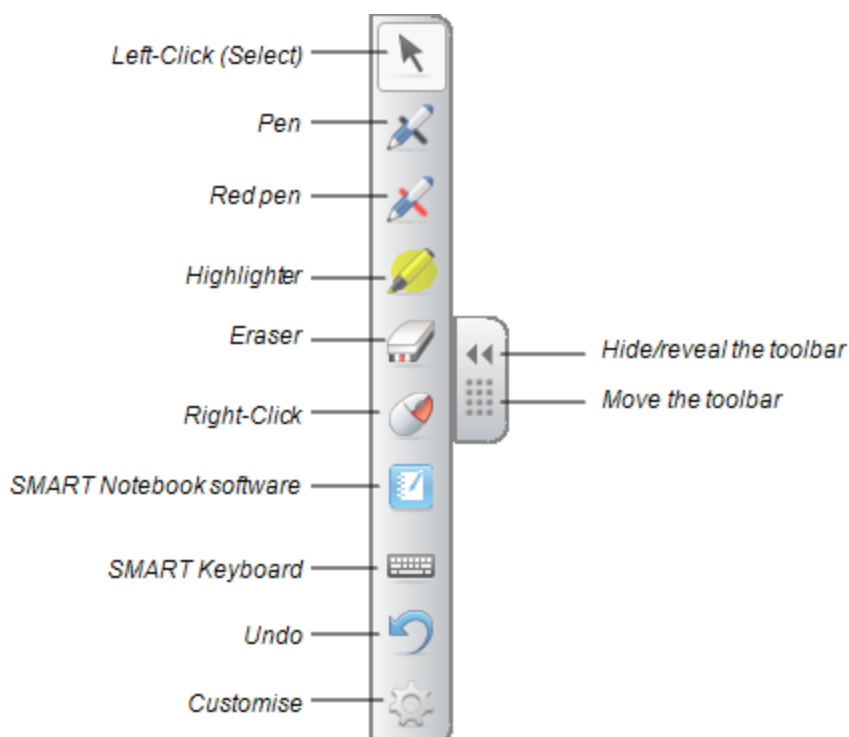 Left-Click (Select)
Pen
Red pen
Highlighter
Eraser
Hide/reveal the toolbar
Move the toolbar
Right-Click
SMART Notebook software
SMART Keyboard
Undo
Customise